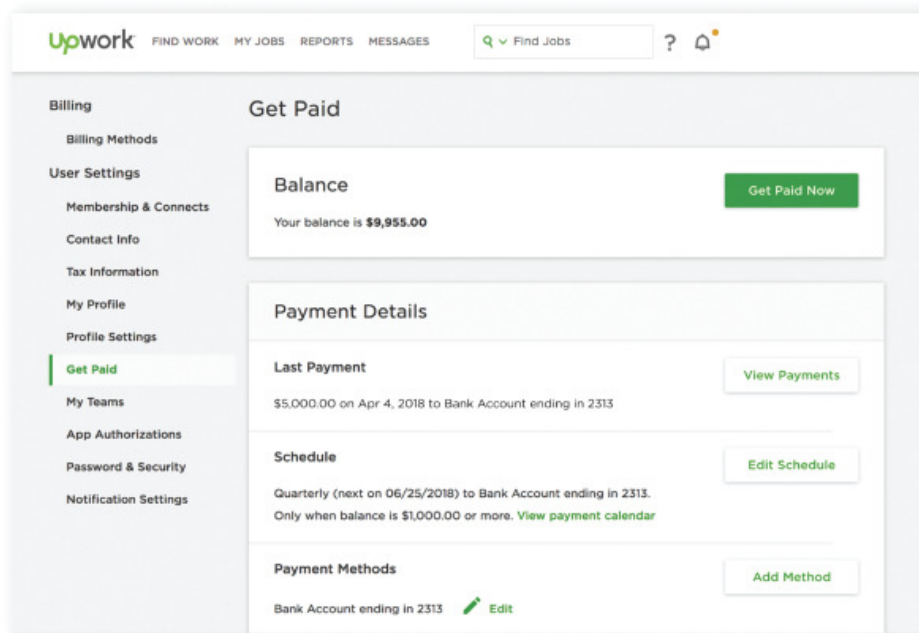 Upwork FIND WORK MY JOBS REPORTS MESSAGES Find Jobs ?
Billing
Billing Methods
User Settings
Membership & Connects
Contact Info
Tax Information
My Profile
Profile Settings
Get Paid
My Teams
App Authorizations
Password & Security
Notification Settings
Get Paid
Balance
Get Paid Now
Your balance is $9,955.00
Payment Details
Last Payment
View Payments
$5,000.00 on Apr 4, 2018 to Bank Account ending in 2313
Schedule
Edit Schedule
Quarterly (next on 06/25/2018) to Bank Account ending in 2313.
Only when balance is $1,000.00 or more. View payment calendar
Payment Methods
Add Method
Bank Account ending in 2313 Edit